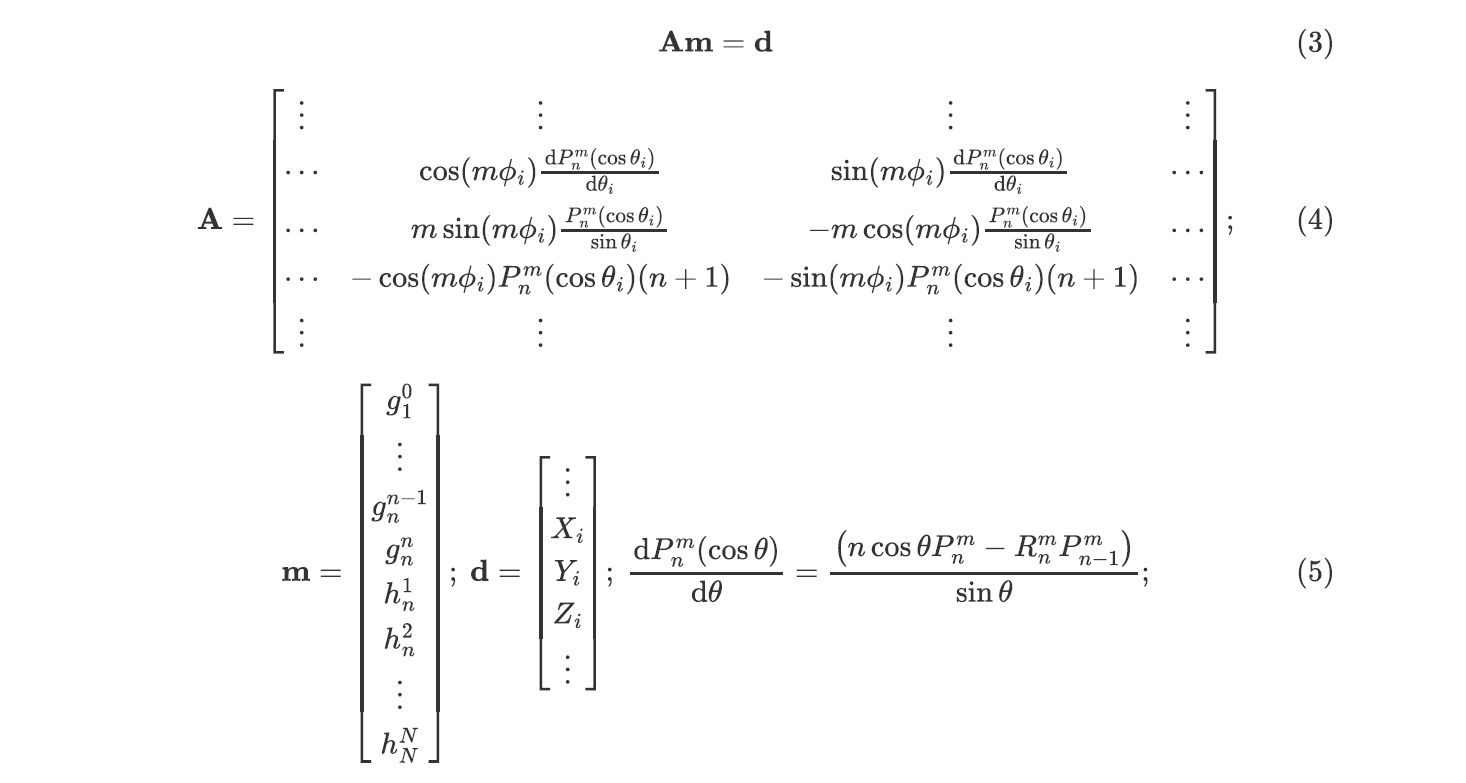 Am = d (3)
A = [ ⋮ ⋮ ⋮ ⋮
⋯ cos(mϕ_i) dP_n^m(cos θ_i)/dθ_i sin(mϕ_i) dP_n^m(cos θ_i)/dθ_i ⋯
⋯ m sin(mϕ_i) P_n^m(cos θ_i)/sin θ_i −m cos(mϕ_i) P_n^m(cos θ_i)/sin θ_i ⋯
⋯ − cos(mϕ_i)P_n^m(cos θ_i)(n + 1) − sin(mϕ_i)P_n^m(cos θ_i)(n + 1) ⋯
⋮ ⋮ ⋮ ⋮ ]; (4)
m = [ g_1^0 ⋮ g_n^{n−1} g_n^n h_n^1 h_n^2 ⋮ h_N^N ]; d = [ ⋮ X_i Y_i Z_i ⋮ ]; dP_n^m(cos θ)/dθ = (n cos θP_n^m − R_n^m P_{n−1}^m)/sin θ; (5)